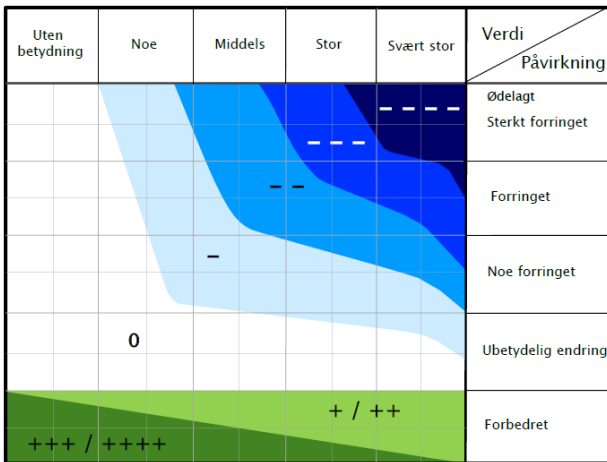 Uten betydning
Noe
Middels
Stor
Svært stor
Verdi
Påvirkning
Ødelagt
Sterkt forringet
− − − −
− − −
− −
Forringet
−
Noe forringet
0
Ubetydelig endring
+ / ++
Forbedret
+++ / ++++